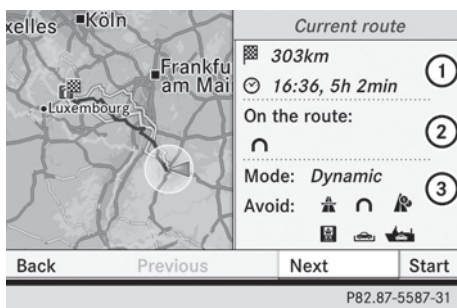 xelles
Köln
Frankfu
am Mai
Luxembourg
Current route
303km
16:36, 5h 2min
1
On the route:
2
Mode: Dynamic
3
Avoid:
Back Previous Next Start
P82.87-5587-31